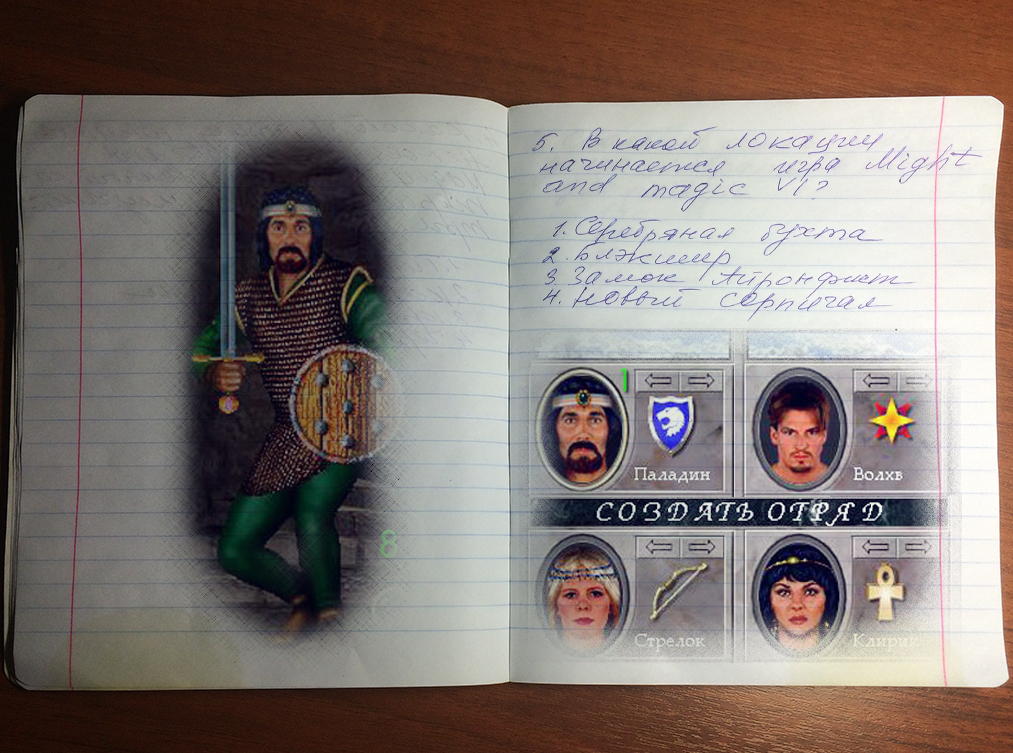 5. В какой локации
начинается игра Might
and magic VI?
1. Серебряная бухта
2. Блэкшир
3. Замок Айронфист
4. Новый Сорпигал
1
Паладин
Волхв
СОЗДАТЬ ОТРЯД
8
Стрелок
Клирик